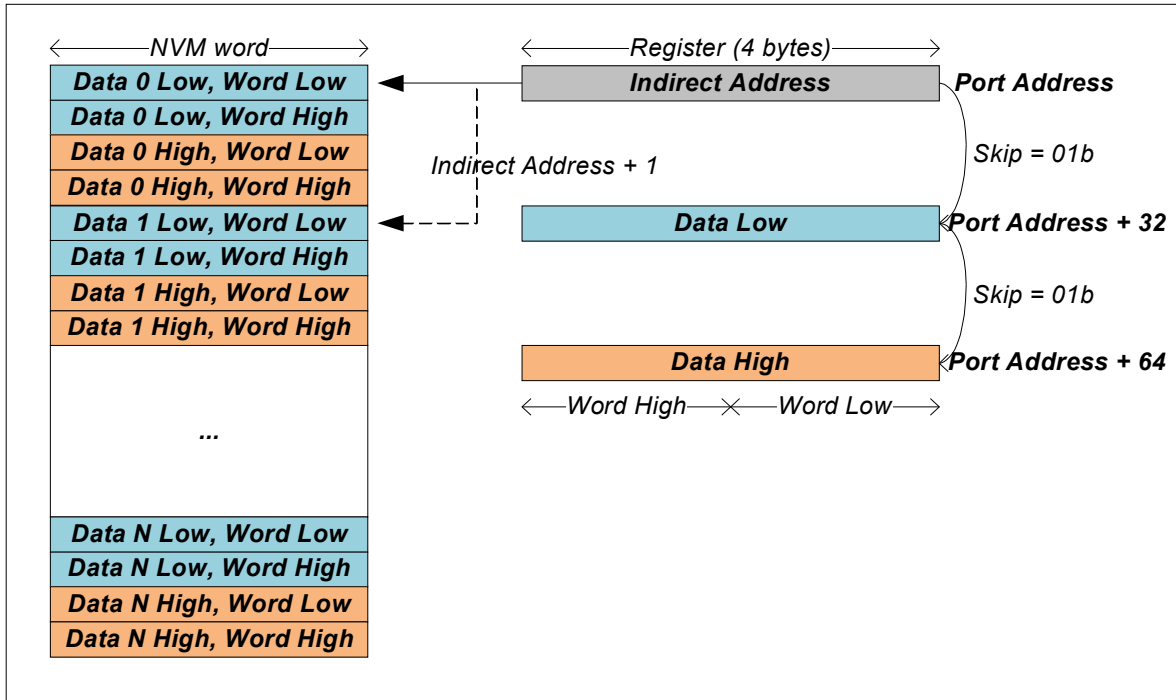 NVM word
Data 0 Low, Word Low
Data 0 Low, Word High
Data 0 High, Word Low
Data 0 High, Word High
Data 1 Low, Word Low
Data 1 Low, Word High
Data 1 High, Word Low
Data 1 High, Word High
...
Data N Low, Word Low
Data N Low, Word High
Data N High, Word Low
Data N High, Word High
Indirect Address + 1
Register (4 bytes)
Indirect Address
Port Address
Skip = 01b
Data Low
Port Address + 32
Skip = 01b
Data High
Port Address + 64
Word High
Word Low